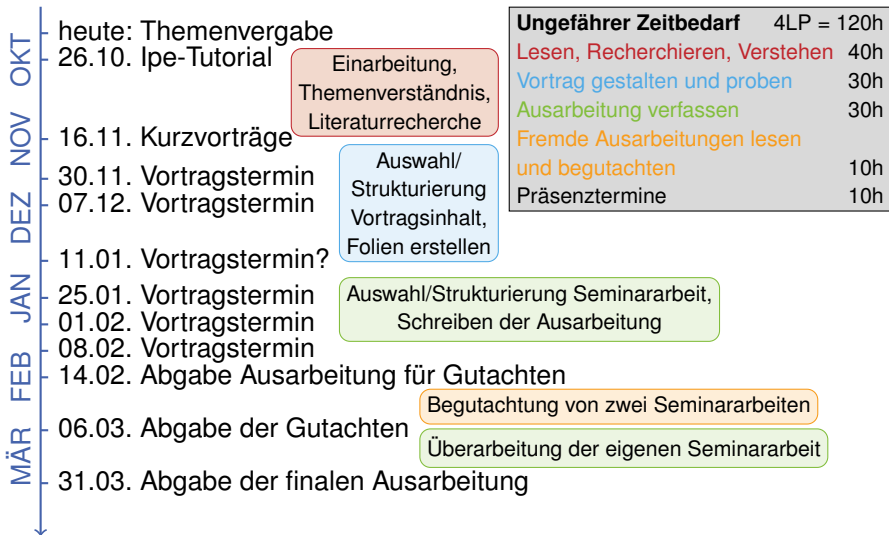 OKT
NOV
DEZ
JAN
FEB
MÄR
heute: Themenvergabe
26.10. Ipe-Tutorial
Einarbeitung,
Themenverständnis,
Literaturrecherche
16.11. Kurzvorträge
Auswahl/
Strukturierung
Vortragsinhalt,
Folien erstellen
30.11. Vortragstermin
07.12. Vortragstermin
11.01. Vortragstermin?
25.01. Vortragstermin
01.02. Vortragstermin
08.02. Vortragstermin
Auswahl/Strukturierung Seminararbeit,
Schreiben der Ausarbeitung
14.02. Abgabe Ausarbeitung für Gutachten
Begutachtung von zwei Seminararbeiten
06.03. Abgabe der Gutachten
Überarbeitung der eigenen Seminararbeit
31.03. Abgabe der finalen Ausarbeitung
Ungefährer Zeitbedarf 4LP = 120h
Lesen, Recherchieren, Verstehen 40h
Vortrag gestalten und proben 30h
Ausarbeitung verfassen 30h
Fremde Ausarbeitungen lesen
und begutachten 10h
Präsenztermine 10h